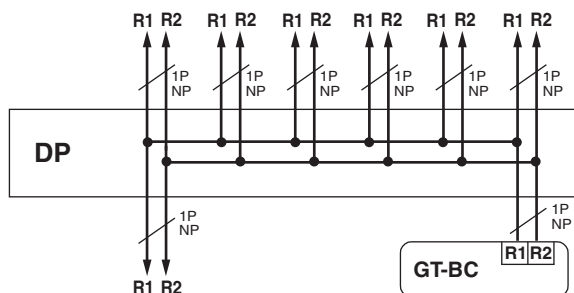 R1 R2 R1 R2 R1 R2 R1 R2 R1 R2 R1 R2
1P 1P 1P 1P 1P 1P
NP NP NP NP NP NP
DP
1P 1P
NP NP
R1 R2
GT-BC
R1 R2